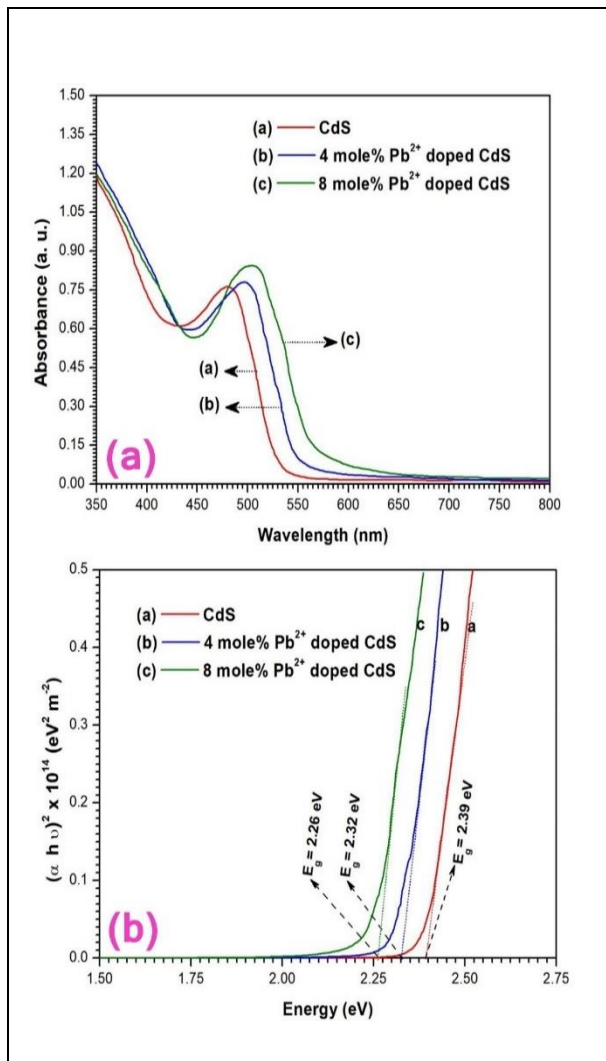 1.50
1.35
1.20
1.05
0.90
0.75
0.60
0.45
0.30
0.15
0.00
Absorbance (a. u.)
(a) CdS
(b) 4 mole% Pb²⁺ doped CdS
(c) 8 mole% Pb²⁺ doped CdS
(c)
(a)
(b)
(a)
350 400 450 500 550 600 650 700 750 800
Wavelength (nm)
0.5
0.4
0.3
0.2
0.1
0.0
(α h υ)² x 10¹⁴ (eV² m⁻²)
(a) CdS
(b) 4 mole% Pb²⁺ doped CdS
(c) 8 mole% Pb²⁺ doped CdS
c b a
E_g = 2.26 eV
E_g = 2.32 eV
E_g = 2.39 eV
(b)
1.50 1.75 2.00 2.25 2.50 2.75
Energy (eV)